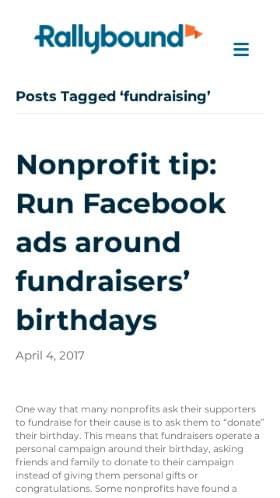 Rallybound
Posts Tagged ‘fundraising’
Nonprofit tip:
Run Facebook
ads around
fundraisers’
birthdays
April 4, 2017
One way that many nonprofits ask their supporters
to fundraise for their cause is to ask them to “donate”
their birthday. This means that fundraisers operate a
personal campaign around their birthday, asking
friends and family to donate to their campaign
instead of giving them personal gifts or
congratulations. Some nonprofits have found a